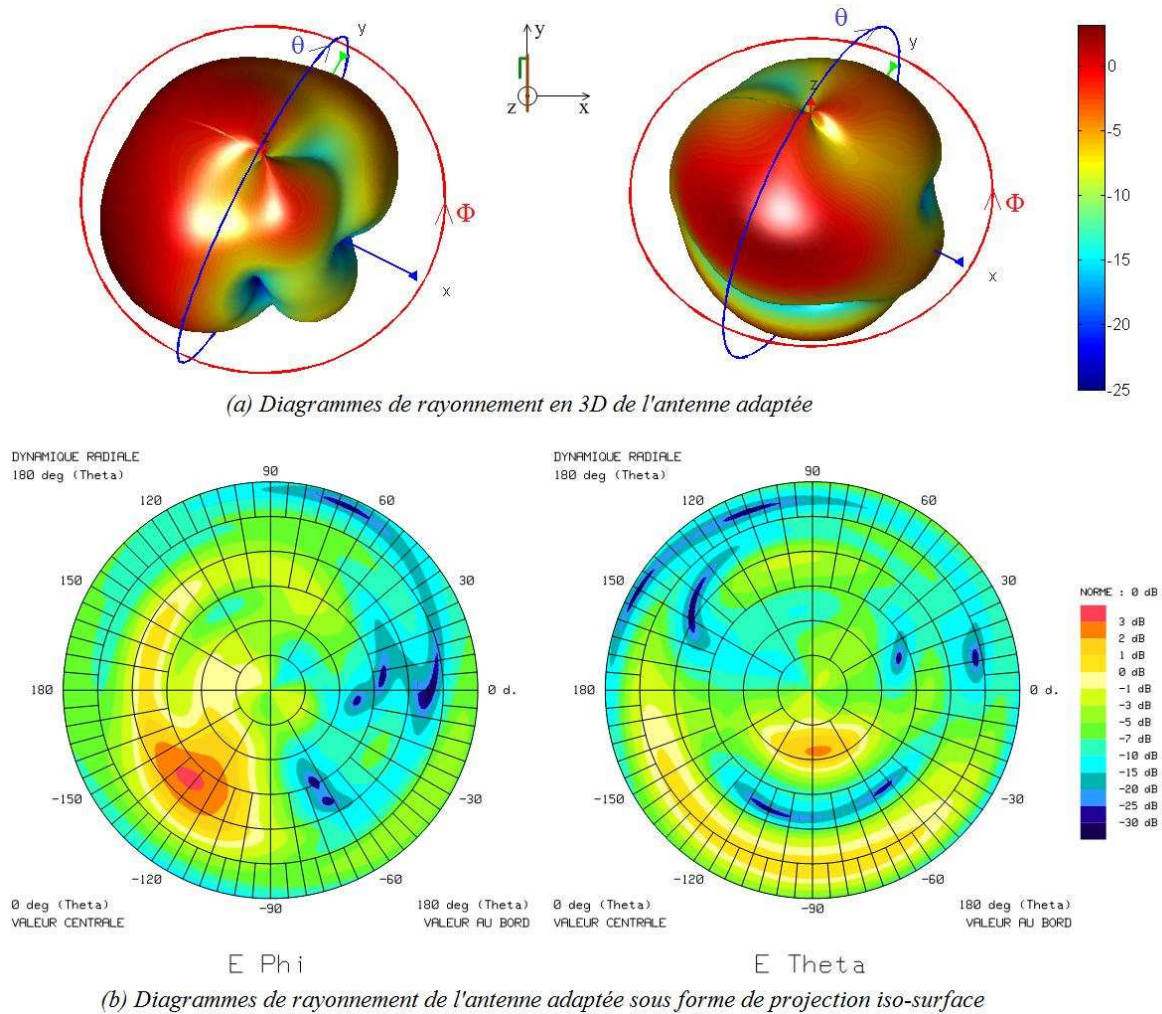 θ
y
z
Φ
x
y
z
x
θ
y
z
Φ
x
0
-5
-10
-15
-20
-25
(a) Diagrammes de rayonnement en 3D de l'antenne adaptée
DYNAMIQUE RADIALE
180 deg (Theta)
90
120
60
150
30
180
0 d.
-150
-30
-120
-60
-90
0 deg (Theta)
VALEUR CENTRALE
180 deg (Theta)
VALEUR AU BORD
E Phi
DYNAMIQUE RADIALE
180 deg (Theta)
90
120
60
150
30
180
0 d.
-150
-30
-120
-60
-90
0 deg (Theta)
VALEUR CENTRALE
180 deg (Theta)
VALEUR AU BORD
E Theta
NORME : 0 dB
3 dB
2 dB
1 dB
0 dB
-1 dB
-3 dB
-5 dB
-7 dB
-10 dB
-15 dB
-20 dB
-25 dB
-30 dB
(b) Diagrammes de rayonnement de l'antenne adaptée sous forme de projection iso-surface